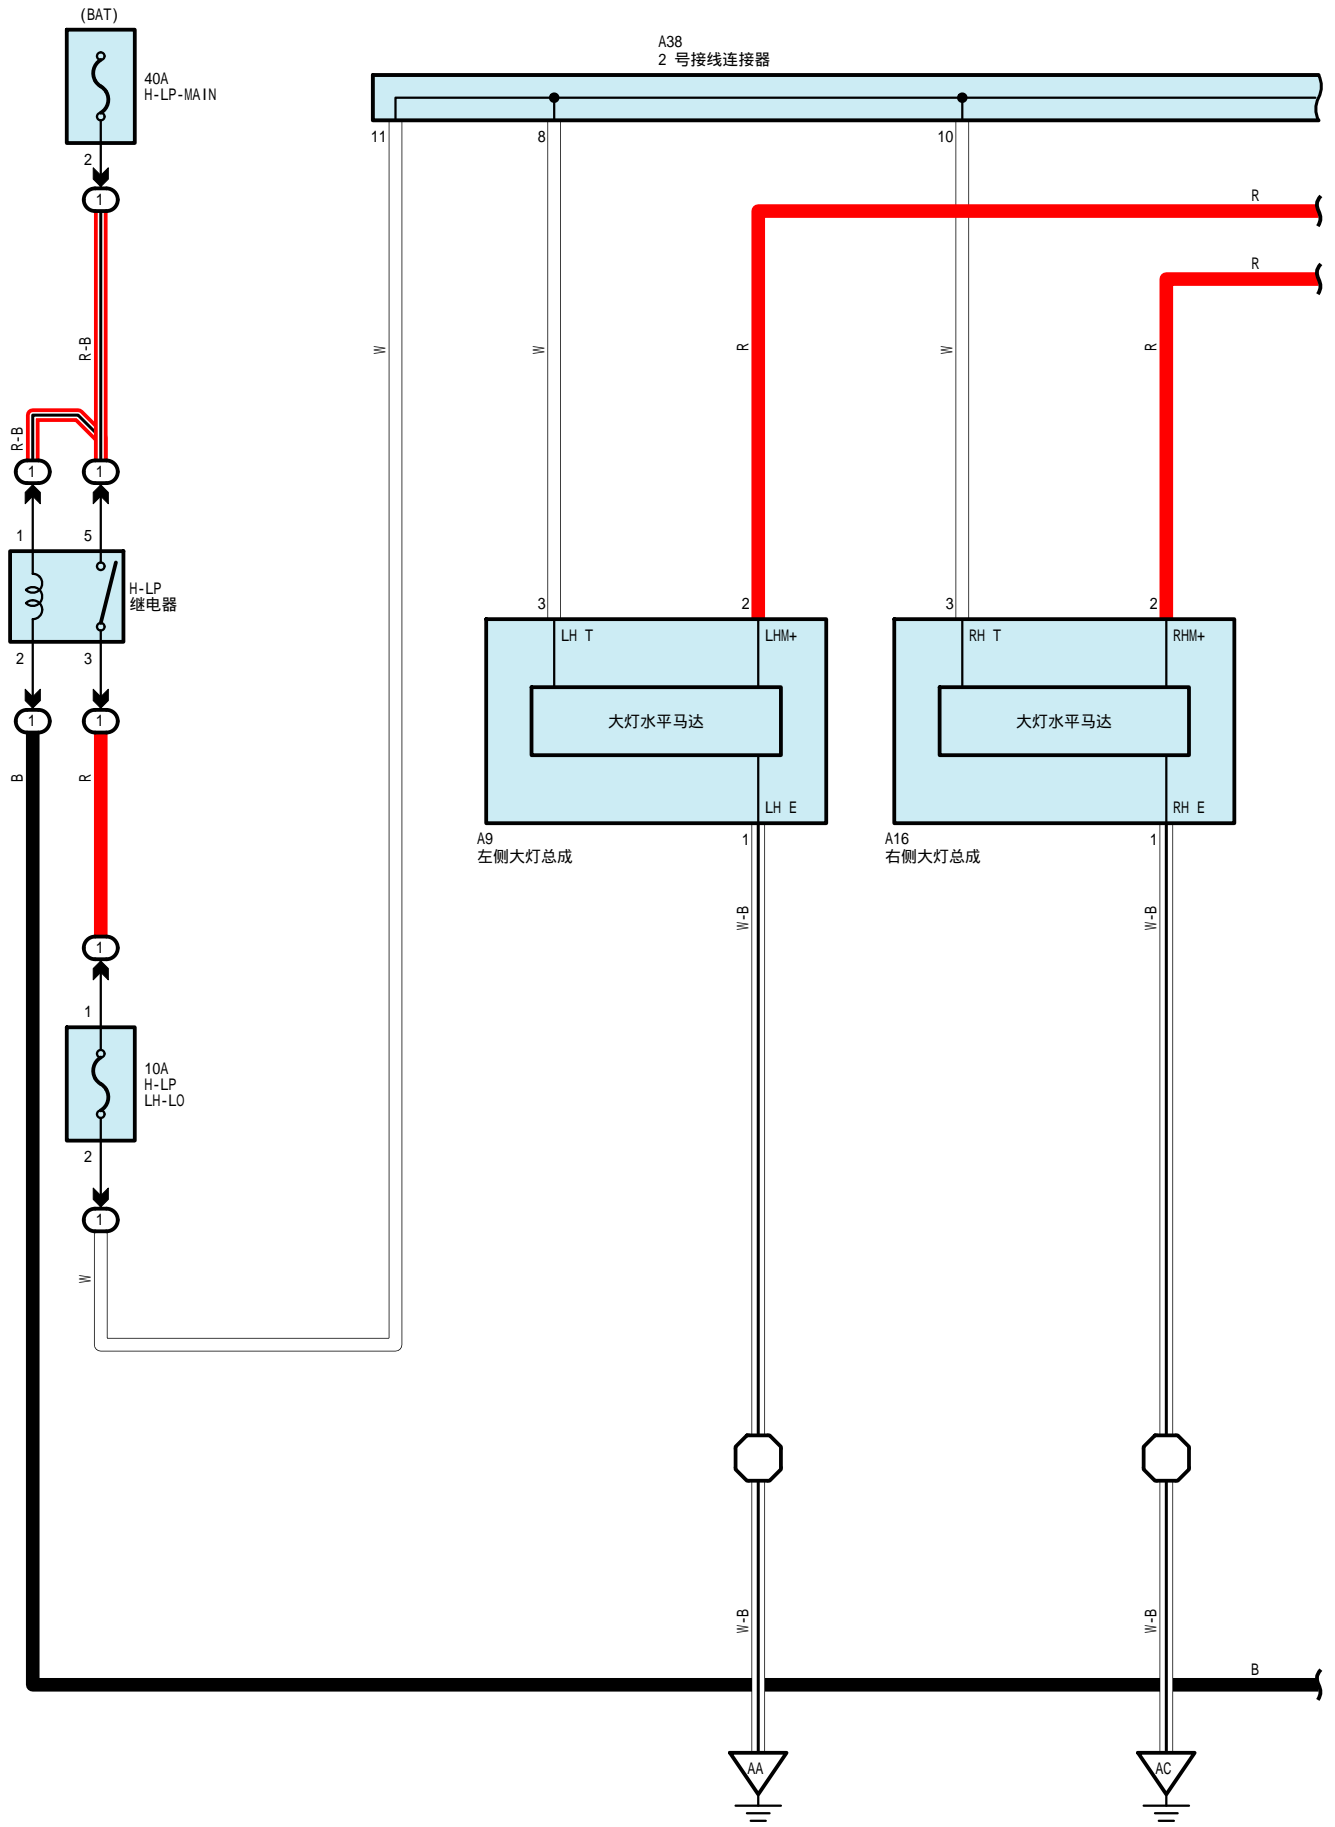 (BAT)
40A
H-LP-MAIN
2
1
A38
2 号接线连接器
11
8
10
R
R
R-B
W
W
R
W
R
R-B
1
1
1
5
H-LP
继电器
2
3
1
1
B
R
3
2
LH T
LHM+
大灯水平马达
LH E
A9
左侧大灯总成
1
3
2
RH T
RHM+
大灯水平马达
RH E
A16
右侧大灯总成
1
W-B
W-B
1
1
10A
H-LP
LH-LO
2
1
W
W-B
W-B
B
AA
AC